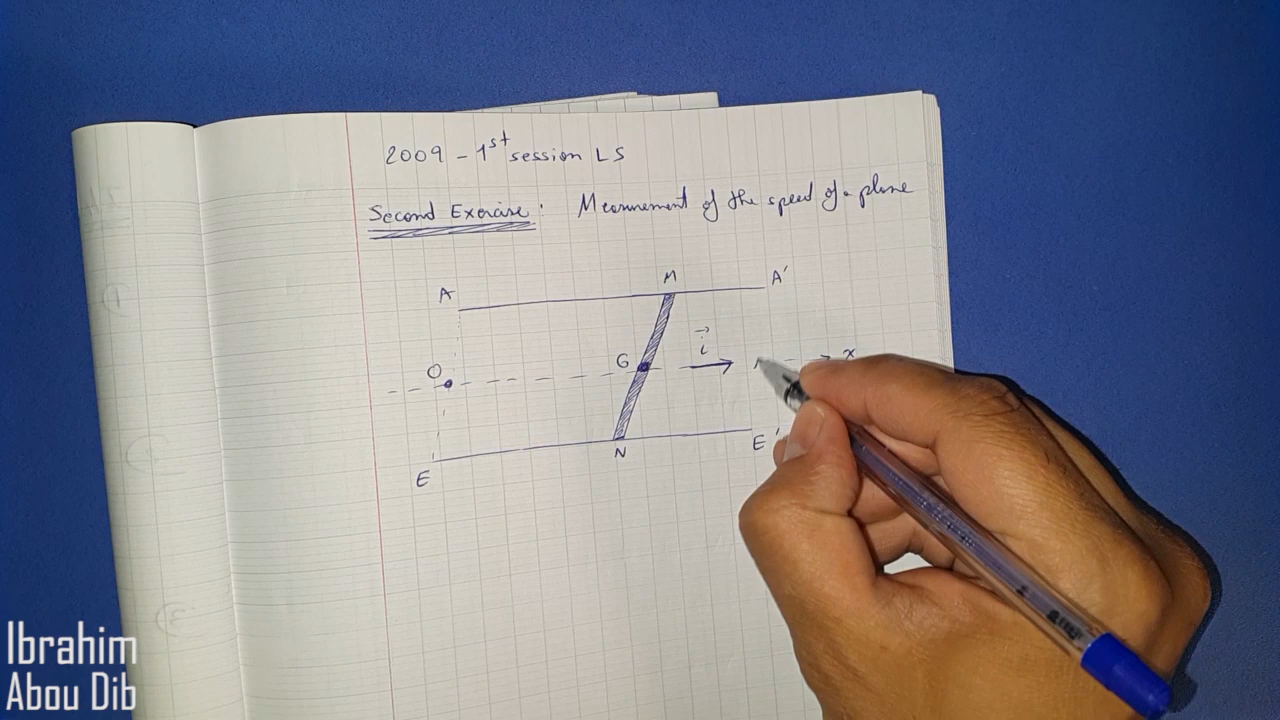 2009 - 1st session LS
Second Exercise : Measurement of the speed of a plane
A M A'
i
O G x
E N E'
Ibrahim
Abou Dib